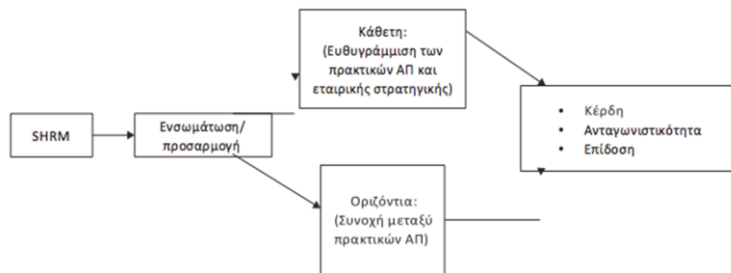 SHRM
Ενσωμάτωση/
προσαρμογή
Κάθετη:
(Ευθυγράμμιση των
πρακτικών ΑΠ και
εταιρικής στρατηγικής)
Οριζόντια:
(Συνοχή μεταξύ
πρακτικών ΑΠ)
• Κέρδη
• Ανταγωνιστικότητα
• Επίδοση